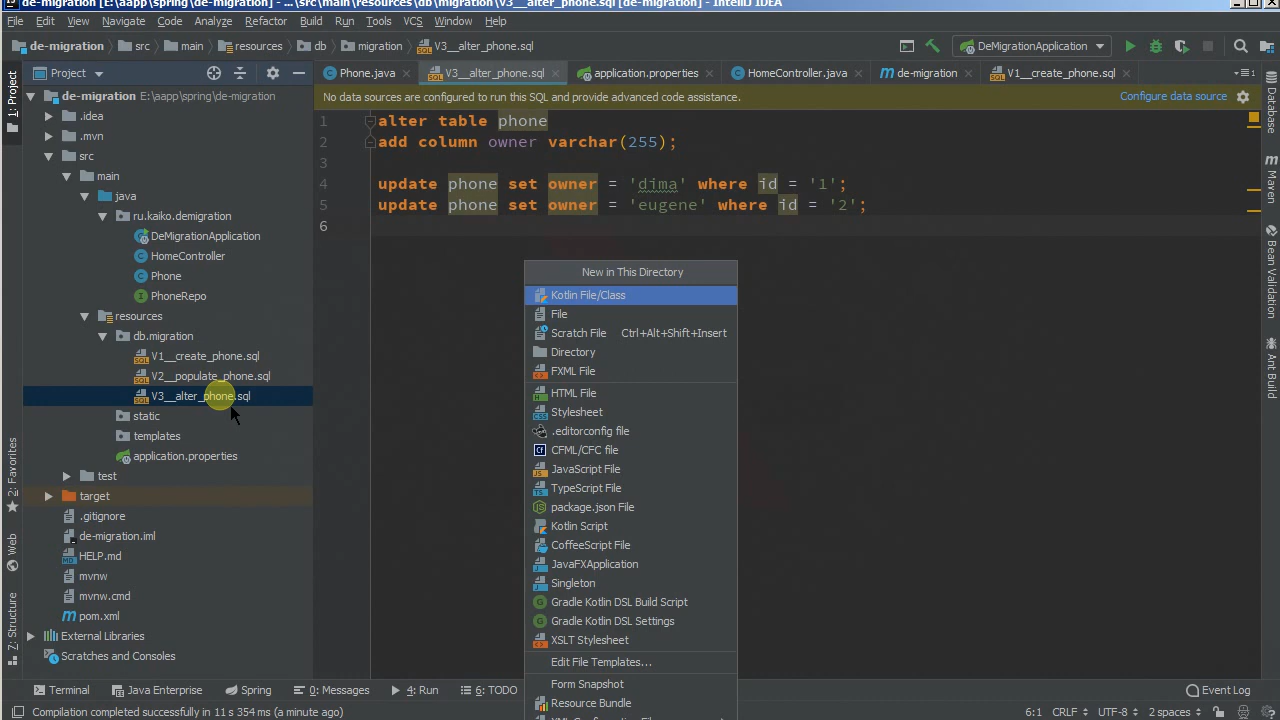 de-migration [E:\aapp\spring\de-migration] - ...\src\main\resources\db\migration\V3__alter_phone.sql [de-migration] - IntelliJ IDEA
File Edit View Navigate Code Analyze Refactor Build Run Tools VCS Window Help
de-migration src main resources db migration V3__alter_phone.sql DeMigrationApplication
Project Phone.java V3__alter_phone.sql application.properties HomeController.java de-migration V1__create_phone.sql
No data sources are configured to run this SQL and provide advanced code assistance. Configure data source
1: Project
de-migration E:\aapp\spring\de-migration
.idea
.mvn
src
main
java
ru.kaiko.demigration
DeMigrationApplication
HomeController
Phone
PhoneRepo
resources
db.migration
V1__create_phone.sql
V2__populate_phone.sql
V3__alter_phone.sql
static
templates
application.properties
test
target
.gitignore
de-migration.iml
HELP.md
mvnw
mvnw.cmd
pom.xml
External Libraries
Scratches and Consoles
2: Favorites
Web
Z: Structure
1 alter table phone
2 add column owner varchar(255);
3
4 update phone set owner = 'dima' where id = '1';
5 update phone set owner = 'eugene' where id = '2';
6
New in This Directory
Kotlin File/Class
File
Scratch File Ctrl+Alt+Shift+Insert
Directory
FXML File
HTML File
Stylesheet
.editorconfig file
CFML/CFC file
JavaScript File
TypeScript File
package.json File
Kotlin Script
CoffeeScript File
JavaFXApplication
Singleton
Gradle Kotlin DSL Build Script
Gradle Kotlin DSL Settings
XSLT Stylesheet
Edit File Templates...
Form Snapshot
Resource Bundle
Database
Maven
Bean Validation
Ant Build
Terminal Java Enterprise Spring 0: Messages 4: Run 6: TODO Event Log
Compilation completed successfully in 11 s 354 ms (a minute ago) 6:1 CRLF UTF-8 2 spaces